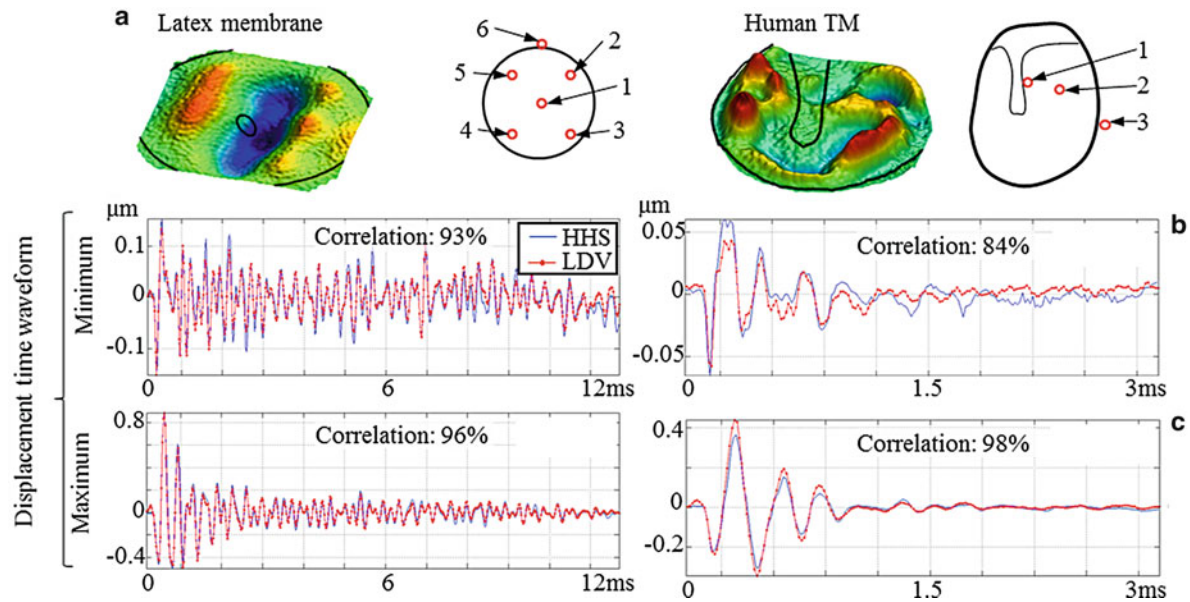 a
Latex membrane
6
2
5
1
4
3
Human TM
1
2
3
Displacement time waveform
Minimum
μm
0.1
0
-0.1
Correlation: 93%
HHS
LDV
0
6
12ms
μm
b
0.05
0
-0.05
Correlation: 84%
0
1.5
3ms
Maximum
0.8
0
-0.4
Correlation: 96%
0
6
12ms
c
0.4
0
-0.2
Correlation: 98%
0
1.5
3ms